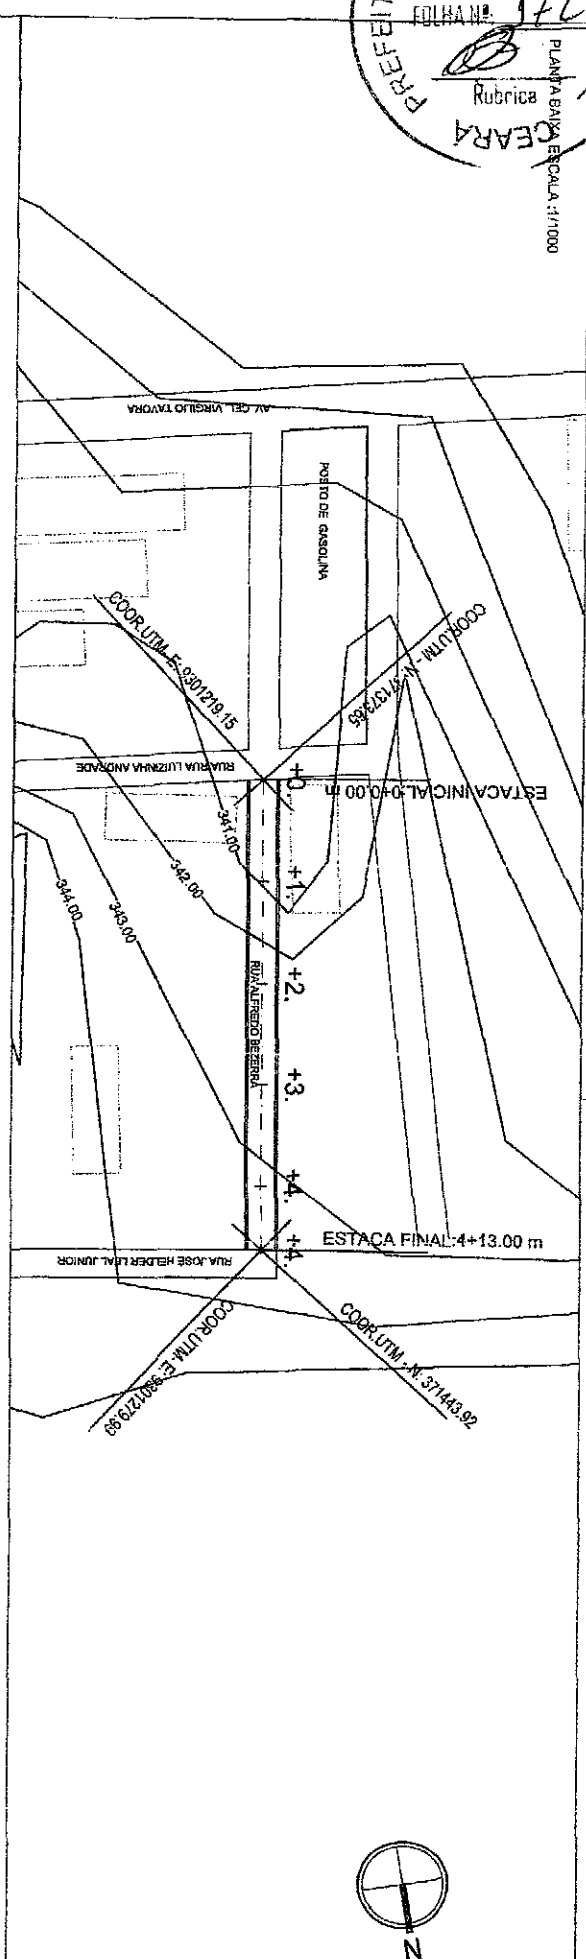 FOLHA Nº
Rubrica
CEARÁ
PLANTA BAIXA ESCALA :1/1000
AV. CEL. VIRGILIO TAVORA
POSTO DE GASOLINA
COOR.UTM- E: 9301219.15
COOR.UTM - N: 371373.65
RUA RUA LUIZINHA ANDRADE
ESTACA INICIAL:0+0.00 m
+0.
341.00
+1.
342.00
343.00
344.00
+2.
RUA ALFREDO BEZERRA
+3.
+4.
+4.
ESTACA FINAL:4+13.00 m
RUA JOSÉ HELDER LEAL JUNIOR
COOR.UTM- E: 9301279.93
COOR.UTM - N: 371443.92
N